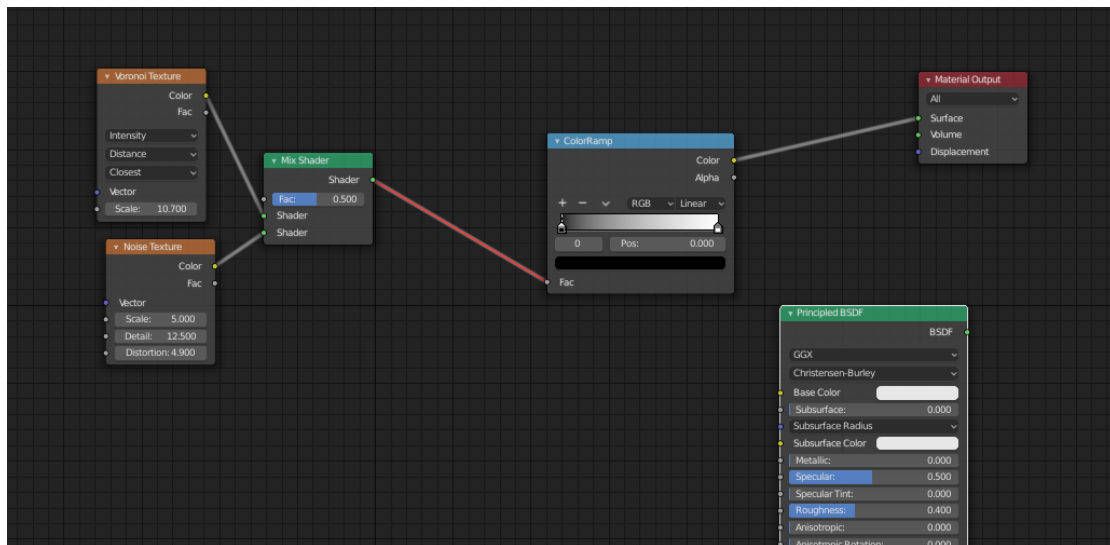 Voronoi Texture
Color
Fac
Intensity
Distance
Closest
Vector
Scale: 10.700
Noise Texture
Color
Fac
Vector
Scale: 5.000
Detail: 12.500
Distortion: 4.900
Mix Shader
Shader
Fac: 0.500
Shader
Shader
ColorRamp
Color
Alpha
RGB Linear
0 Pos: 0.000
Fac
Material Output
All
Surface
Volume
Displacement
Principled BSDF
BSDF
GGX
Christensen-Burley
Base Color
Subsurface: 0.000
Subsurface Radius
Subsurface Color
Metallic: 0.000
Specular: 0.500
Specular Tint: 0.000
Roughness: 0.400
Anisotropic: 0.000
Anisotropic Rotation: 0.000